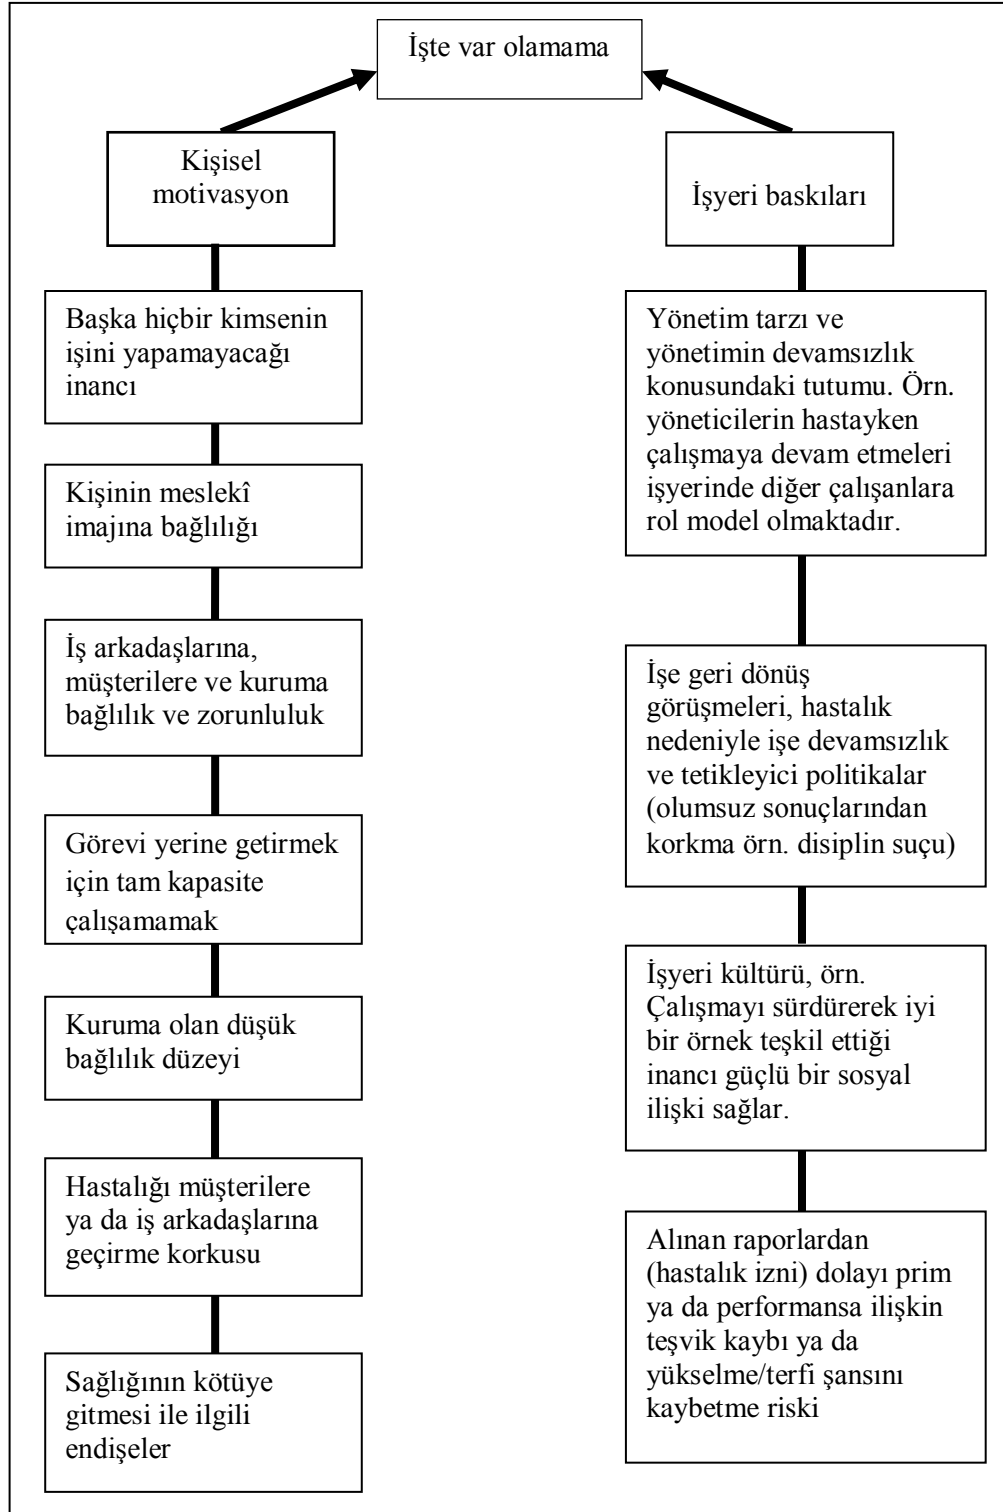 İşte var olamama
Kişisel
motivasyon
Başka hiçbir kimsenin
işini yapamayacağı
inancı
Kişinin meslekî
imajına bağlılığı
İş arkadaşlarına,
müşterilere ve kuruma
bağlılık ve zorunluluk
Görevi yerine getirmek
için tam kapasite
çalışamamak
Kuruma olan düşük
bağlılık düzeyi
Hastalığı müşterilere
ya da iş arkadaşlarına
geçirme korkusu
Sağlığının kötüye
gitmesi ile ilgili
endişeler
İşyeri baskıları
Yönetim tarzı ve
yönetimin devamsızlık
konusundaki tutumu. Örn.
yöneticilerin hastayken
çalışmaya devam etmeleri
işyerinde diğer çalışanlara
rol model olmaktadır.
İşe geri dönüş
görüşmeleri, hastalık
nedeniyle işe devamsızlık
ve tetikleyici politikalar
(olumsuz sonuçlarından
korkma örn. disiplin suçu)
İşyeri kültürü, örn.
Çalışmayı sürdürerek iyi
bir örnek teşkil ettiği
inancı güçlü bir sosyal
ilişki sağlar.
Alınan raporlardan
(hastalık izni) dolayı prim
ya da performansa ilişkin
teşvik kaybı ya da
yükselme/terfi şansını
kaybetme riski